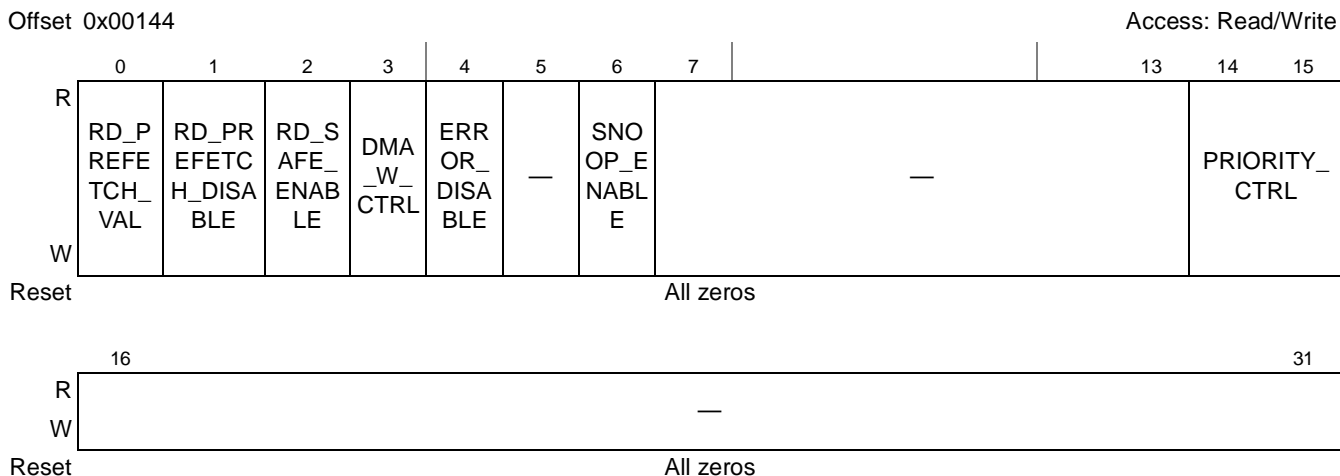 Offset 0x00144 Access: Read/Write
0 1 2 3 4 5 6 7 13 14 15
R
RD_P
REFE
TCH_
VAL
RD_PR
EFETC
H_DISA
BLE
RD_S
AFE_
ENAB
LE
DMA
_W_
CTRL
ERR
OR_
DISA
BLE
—
SNO
OP_E
NABL
E
—
PRIORITY_
CTRL
W
Reset All zeros
16 31
R
—
W
Reset All zeros